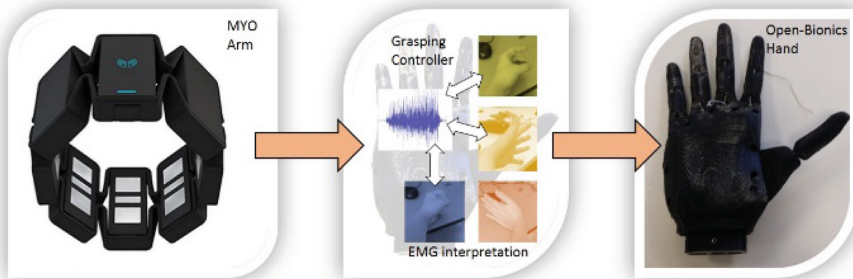 MYO
Arm
Grasping
Controller
EMG interpretation
Open-Bionics
Hand